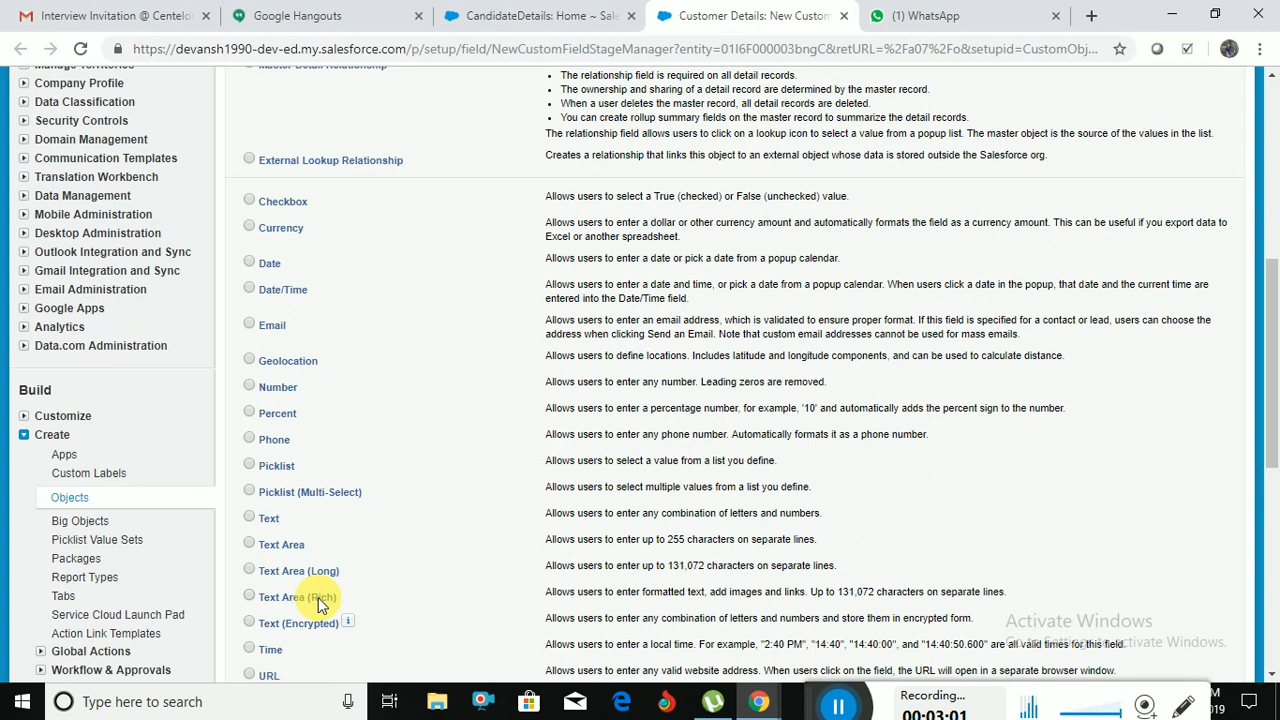 Interview Invitation @ Centelo
Google Hangouts
CandidateDetails: Home ~ Sale
Customer Details: New Custom
(1) WhatsApp
https://devansh1990-dev-ed.my.salesforce.com/p/setup/field/NewCustomFieldStageManager?entity=01I6F000003bngC&retURL=%2fa07%2Fo&setupid=CustomObj...
Manage Territories
Company Profile
Data Classification
Security Controls
Domain Management
Communication Templates
Translation Workbench
Data Management
Mobile Administration
Desktop Administration
Outlook Integration and Sync
Gmail Integration and Sync
Email Administration
Google Apps
Analytics
Data.com Administration
Build
Customize
Create
Apps
Custom Labels
Objects
Big Objects
Picklist Value Sets
Packages
Report Types
Tabs
Service Cloud Launch Pad
Action Link Templates
Global Actions
Workflow & Approvals
Master-Detail Relationship
• The relationship field is required on all detail records.
• The ownership and sharing of a detail record are determined by the master record.
• When a user deletes the master record, all detail records are deleted.
• You can create rollup summary fields on the master record to summarize the detail records.
The relationship field allows users to click on a lookup icon to select a value from a popup list. The master object is the source of the values in the list.
External Lookup Relationship
Creates a relationship that links this object to an external object whose data is stored outside the Salesforce org.
Checkbox
Allows users to select a True (checked) or False (unchecked) value.
Currency
Allows users to enter a dollar or other currency amount and automatically formats the field as a currency amount. This can be useful if you export data to
Excel or another spreadsheet.
Date
Allows users to enter a date or pick a date from a popup calendar.
Date/Time
Allows users to enter a date and time, or pick a date from a popup calendar. When users click a date in the popup, that date and the current time are
entered into the Date/Time field.
Email
Allows users to enter an email address, which is validated to ensure proper format. If this field is specified for a contact or lead, users can choose the
address when clicking Send an Email. Note that custom email addresses cannot be used for mass emails.
Geolocation
Allows users to define locations. Includes latitude and longitude components, and can be used to calculate distance.
Number
Allows users to enter any number. Leading zeros are removed.
Percent
Allows users to enter a percentage number, for example, '10' and automatically adds the percent sign to the number.
Phone
Allows users to enter any phone number. Automatically formats it as a phone number.
Picklist
Allows users to select a value from a list you define.
Picklist (Multi-Select)
Allows users to select multiple values from a list you define.
Text
Allows users to enter any combination of letters and numbers.
Text Area
Allows users to enter up to 255 characters on separate lines.
Text Area (Long)
Allows users to enter up to 131,072 characters on separate lines.
Text Area (Rich)
Allows users to enter formatted text, add images and links. Up to 131,072 characters on separate lines.
Text (Encrypted) i
Allows users to enter any combination of letters and numbers and store them in encrypted form.
Time
Allows users to enter a local time. For example, "2:40 PM", "14:40", "14:40:00", and "14:40:50.600" are all valid times for this field.
URL
Allows users to enter any valid website address. When users click on the field, the URL will open in a separate browser window.
Activate Windows
Go to Settings to activate Windows.
Type here to search
Recording...
00:03:01
M
2019